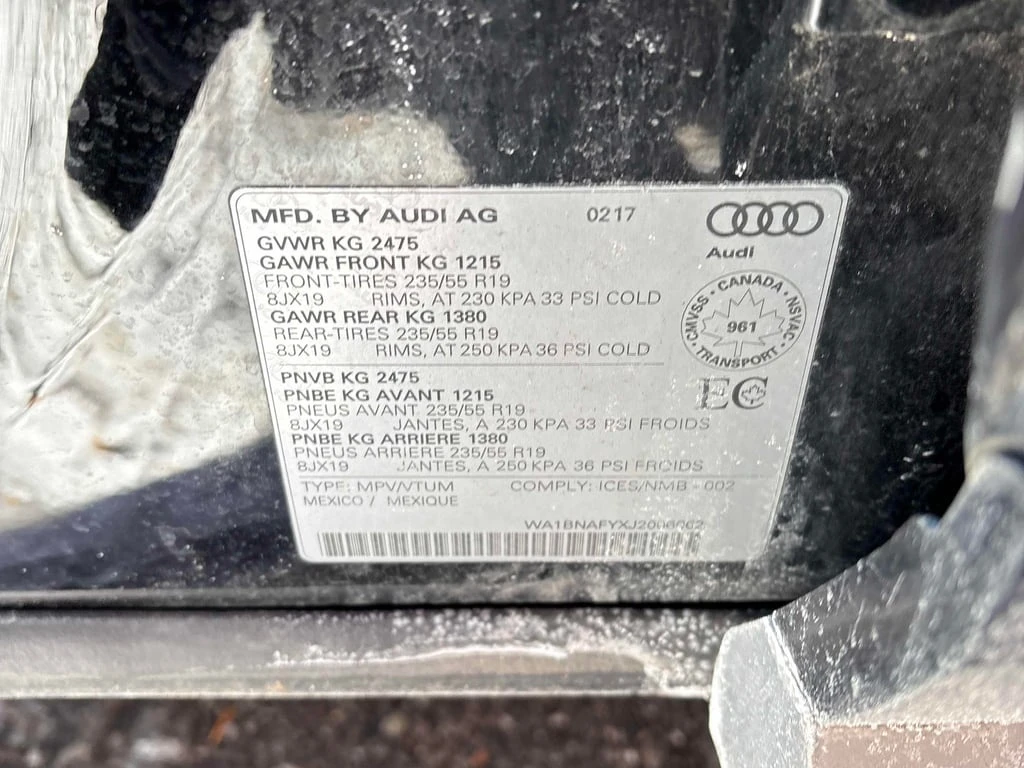 MFD. BY AUDI AG 0217
Audi
GVWR KG 2475
GAWR FRONT KG 1215
FRONT-TIRES 235/55 R19
8JX19 RIMS, AT 230 KPA 33 PSI COLD
GAWR REAR KG 1380
REAR-TIRES 235/55 R19
8JX19 RIMS, AT 250 KPA 36 PSI COLD
CANADA · NSVAC · TRANSPORT · CMVSS ·
961
PNVB KG 2475
PNBE KG AVANT 1215
PNEUS AVANT 235/55 R19
8JX19 JANTES, A 230 KPA 33 PSI FROIDS
PNBE KG ARRIERE 1380
PNEUS ARRIERE 235/55 R19
8JX19 JANTES, A 250 KPA 36 PSI FROIDS
EC
TYPE: MPV/VTUM COMPLY: ICES/NMB - 002
MEXICO / MEXIQUE